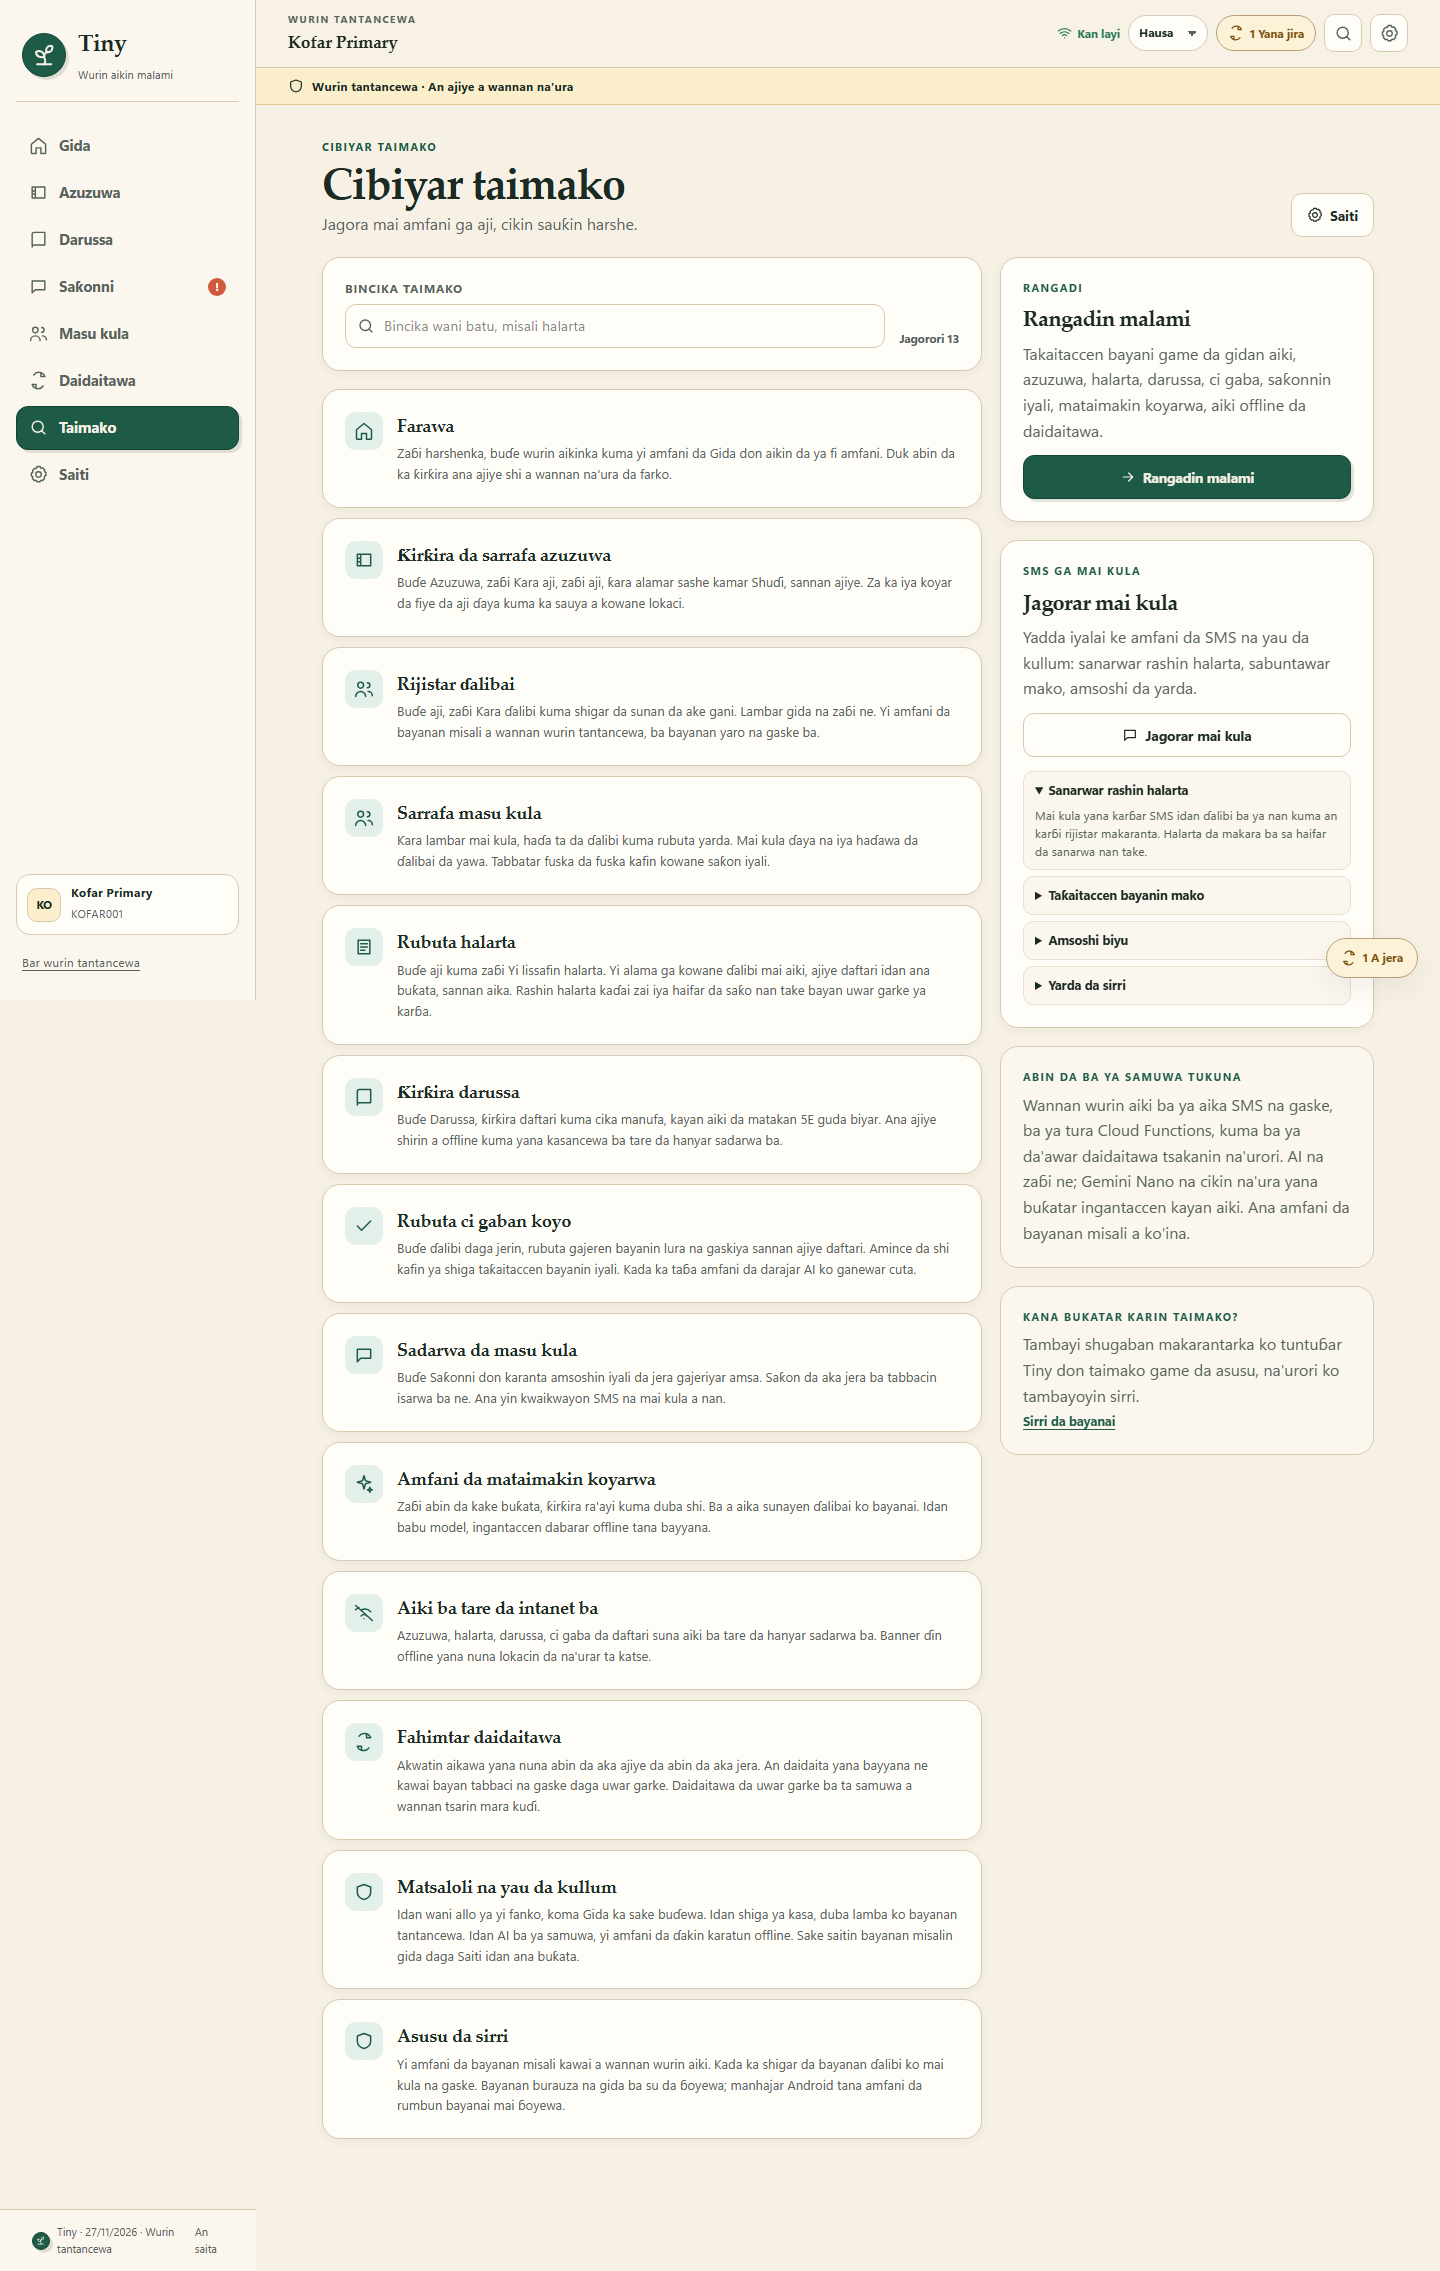 Tiny
Wurin aikin malami
Gida
Azuzuwa
Darussa
Saƙonni
!
Masu kula
Daidaitawa
Taimako
Saiti
KO
Kofar Primary
KOFAR001
Bar wurin tantancewa
WURIN TANTANCEWA
Kofar Primary
Kan layi
Hausa
1 Yana jira
Wurin tantancewa · An ajiye a wannan na'ura
CIBIYAR TAIMAKO
Cibiyar taimako
Jagora mai amfani ga aji, cikin sauƙin harshe.
Saiti
BINCIKA TAIMAKO
Bincika wani batu, misali halarta
Jagorori 13
Farawa
Zaɓi harshenka, buɗe wurin aikinka kuma yi amfani da Gida don aikin da ya fi amfani. Duk abin da
ka ƙirƙira ana ajiye shi a wannan na'ura da farko.
Ƙirƙira da sarrafa azuzuwa
Buɗe Azuzuwa, zaɓi Kara aji, zaɓi aji, ƙara alamar sashe kamar Shuɗi, sannan ajiye. Za ka iya koyar
da fiye da aji ɗaya kuma ka sauya a kowane lokaci.
Rijistar ɗalibai
Buɗe aji, zaɓi Kara ɗalibi kuma shigar da sunan da ake gani. Lambar gida na zaɓi ne. Yi amfani da
bayanan misali a wannan wurin tantancewa, ba bayanan yaro na gaske ba.
Sarrafa masu kula
Kara lambar mai kula, haɗa ta da ɗalibi kuma rubuta yarda. Mai kula ɗaya na iya haɗawa da
ɗalibai da yawa. Tabbatar fuska da fuska kafin kowane saƙon iyali.
Rubuta halarta
Buɗe aji kuma zaɓi Yi lissafin halarta. Yi alama ga kowane ɗalibi mai aiki, ajiye daftari idan ana
buƙata, sannan aika. Rashin halarta kaɗai zai iya haifar da saƙo nan take bayan uwar garke ya
karɓa.
Ƙirƙira darussa
Buɗe Darussa, ƙirƙira daftari kuma cika manufa, kayan aiki da matakan 5E guda biyar. Ana ajiye
shirin a offline kuma yana kasancewa ba tare da hanyar sadarwa ba.
Rubuta ci gaban koyo
Buɗe ɗalibi daga jerin, rubuta gajeren bayanin lura na gaskiya sannan ajiye daftari. Amince da shi
kafin ya shiga taƙaitaccen bayanin iyali. Kada ka taɓa amfani da darajar AI ko ganewar cuta.
Sadarwa da masu kula
Buɗe Saƙonni don karanta amsoshin iyali da jera gajeriyar amsa. Saƙon da aka jera ba tabbacin
isarwa ba ne. Ana yin kwaikwayon SMS na mai kula a nan.
Amfani da mataimakin koyarwa
Zaɓi abin da kake buƙata, ƙirƙira ra'ayi kuma duba shi. Ba a aika sunayen ɗalibai ko bayanai. Idan
babu model, ingantaccen dabarar offline tana bayyana.
Aiki ba tare da intanet ba
Azuzuwa, halarta, darussa, ci gaba da daftari suna aiki ba tare da hanyar sadarwa ba. Banner ɗin
offline yana nuna lokacin da na'urar ta katse.
Fahimtar daidaitawa
Akwatin aikawa yana nuna abin da aka ajiye da abin da aka jera. An daidaita yana bayyana ne
kawai bayan tabbaci na gaske daga uwar garke. Daidaitawa da uwar garke ba ta samuwa a
wannan tsarin mara kuɗi.
Matsaloli na yau da kullum
Idan wani allo ya yi fanko, koma Gida ka sake buɗewa. Idan shiga ya kasa, duba lamba ko bayanan
tantancewa. Idan AI ba ya samuwa, yi amfani da ɗakin karatun offline. Sake saitin bayanan misalin
gida daga Saiti idan ana buƙata.
Asusu da sirri
Yi amfani da bayanan misali kawai a wannan wurin aiki. Kada ka shigar da bayanan ɗalibi ko mai
kula na gaske. Bayanan burauza na gida ba su da ɓoyewa; manhajar Android tana amfani da
rumbun bayanai mai ɓoyewa.
RANGADI
Rangadin malami
Takaitaccen bayani game da gidan aiki,
azuzuwa, halarta, darussa, ci gaba, saƙonnin
iyali, mataimakin koyarwa, aiki offline da
daidaitawa.
Rangadin malami
SMS GA MAI KULA
Jagorar mai kula
Yadda iyalai ke amfani da SMS na yau da
kullum: sanarwar rashin halarta, sabuntawar
mako, amsoshi da yarda.
Jagorar mai kula
Sanarwar rashin halarta
Mai kula yana karɓar SMS idan ɗalibi ba ya nan kuma an
karɓi rijistar makaranta. Halarta da makara ba sa haifar
da sanarwa nan take.
Taƙaitaccen bayanin mako
Amsoshi biyu
Yarda da sirri
1 A jera
ABIN DA BA YA SAMUWA TUKUNA
Wannan wurin aiki ba ya aika SMS na gaske,
ba ya tura Cloud Functions, kuma ba ya
da'awar daidaitawa tsakanin na'urori. AI na
zaɓi ne; Gemini Nano na cikin na'ura yana
buƙatar ingantaccen kayan aiki. Ana amfani da
bayanan misali a ko'ina.
KANA BUKATAR KARIN TAIMAKO?
Tambayi shugaban makarantarka ko tuntuɓar
Tiny don taimako game da asusu, na'urori ko
tambayoyin sirri.
Sirri da bayanai
Tiny · 27/11/2026 · Wurin
tantancewa
An
saita